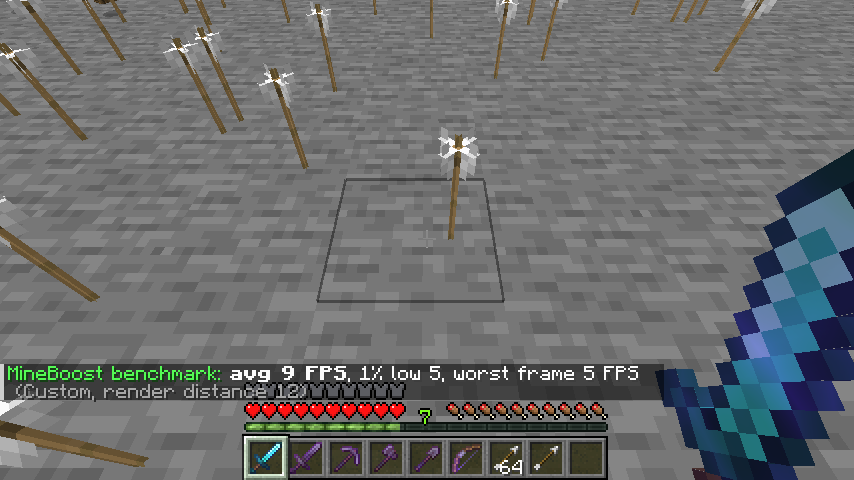 MineBoost benchmark: avg 9 FPS, 1% low 5, worst frame 5 FPS
(Custom, render distance 12)
7
64